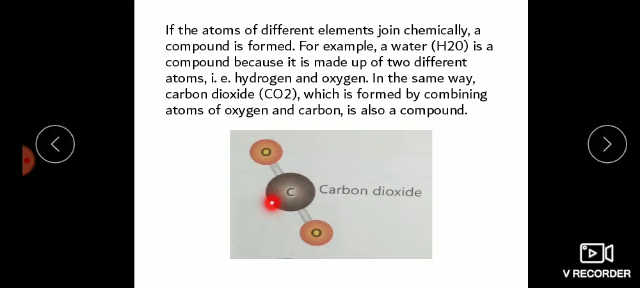 If the atoms of different elements join chemically, a
compound is formed. For example, a water (H20) is a
compound because it is made up of two different
atoms, i. e. hydrogen and oxygen. In the same way,
carbon dioxide (CO2), which is formed by combining
atoms of oxygen and carbon, is also a compound.
O
C Carbon dioxide
O
V RECORDER